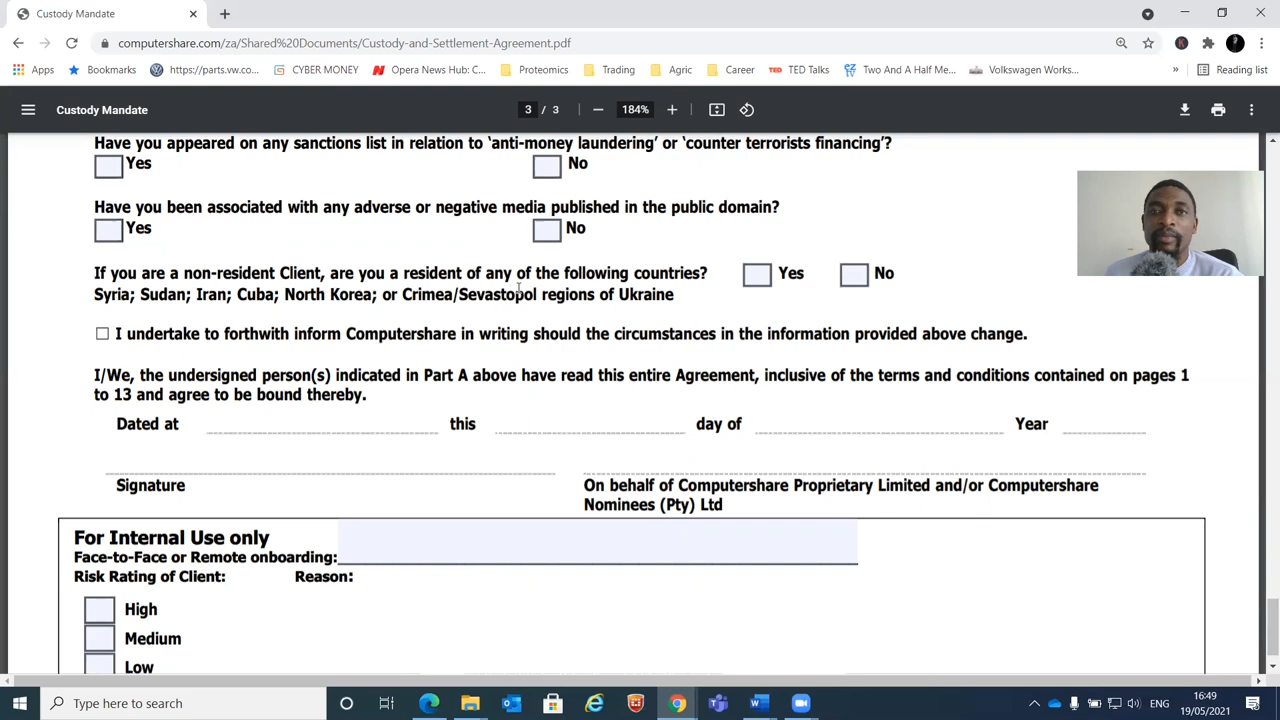 Custody Mandate
computershare.com/za/Shared%20Documents/Custody-and-Settlement-Agreement.pdf
Apps Bookmarks https://parts.vw.co... CYBER MONEY Opera News Hub: C... Proteomics Trading Agric Career TED Talks Two And A Half Me... Volkswagen Works... » Reading list
Custody Mandate 3 / 3 184%
Have you appeared on any sanctions list in relation to ‘anti-money laundering’ or ‘counter terrorists financing’?
Yes No
Have you been associated with any adverse or negative media published in the public domain?
Yes No
If you are a non-resident Client, are you a resident of any of the following countries? Yes No
Syria; Sudan; Iran; Cuba; North Korea; or Crimea/Sevastopol regions of Ukraine
I undertake to forthwith inform Computershare in writing should the circumstances in the information provided above change.
I/We, the undersigned person(s) indicated in Part A above have read this entire Agreement, inclusive of the terms and conditions contained on pages 1
to 13 and agree to be bound thereby.
Dated at this day of Year
Signature On behalf of Computershare Proprietary Limited and/or Computershare
Nominees (Pty) Ltd
For Internal Use only
Face-to-Face or Remote onboarding:
Risk Rating of Client: Reason:
High
Medium
Low
Type here to search
ENG
16:49
19/05/2021